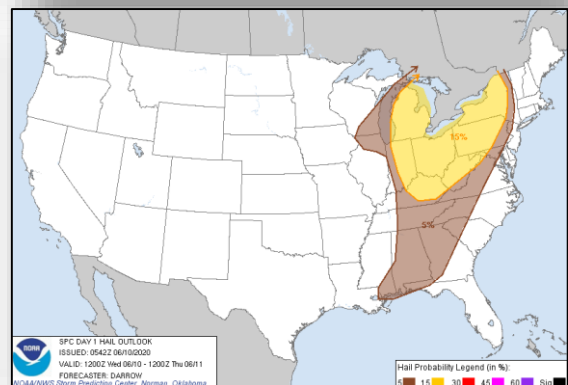 15%
5%
NOAA
SPC DAY 1 HAIL OUTLOOK
ISSUED: 0542Z 06/10/2020
VALID: 1200Z Wed 06/10 - 1200Z Thu 06/11
FORECASTER: DARROW
NOAA/NWS Storm Prediction Center, Norman, Oklahoma
Hail Probability Legend (in %):
5 15 30 45 60 Sig